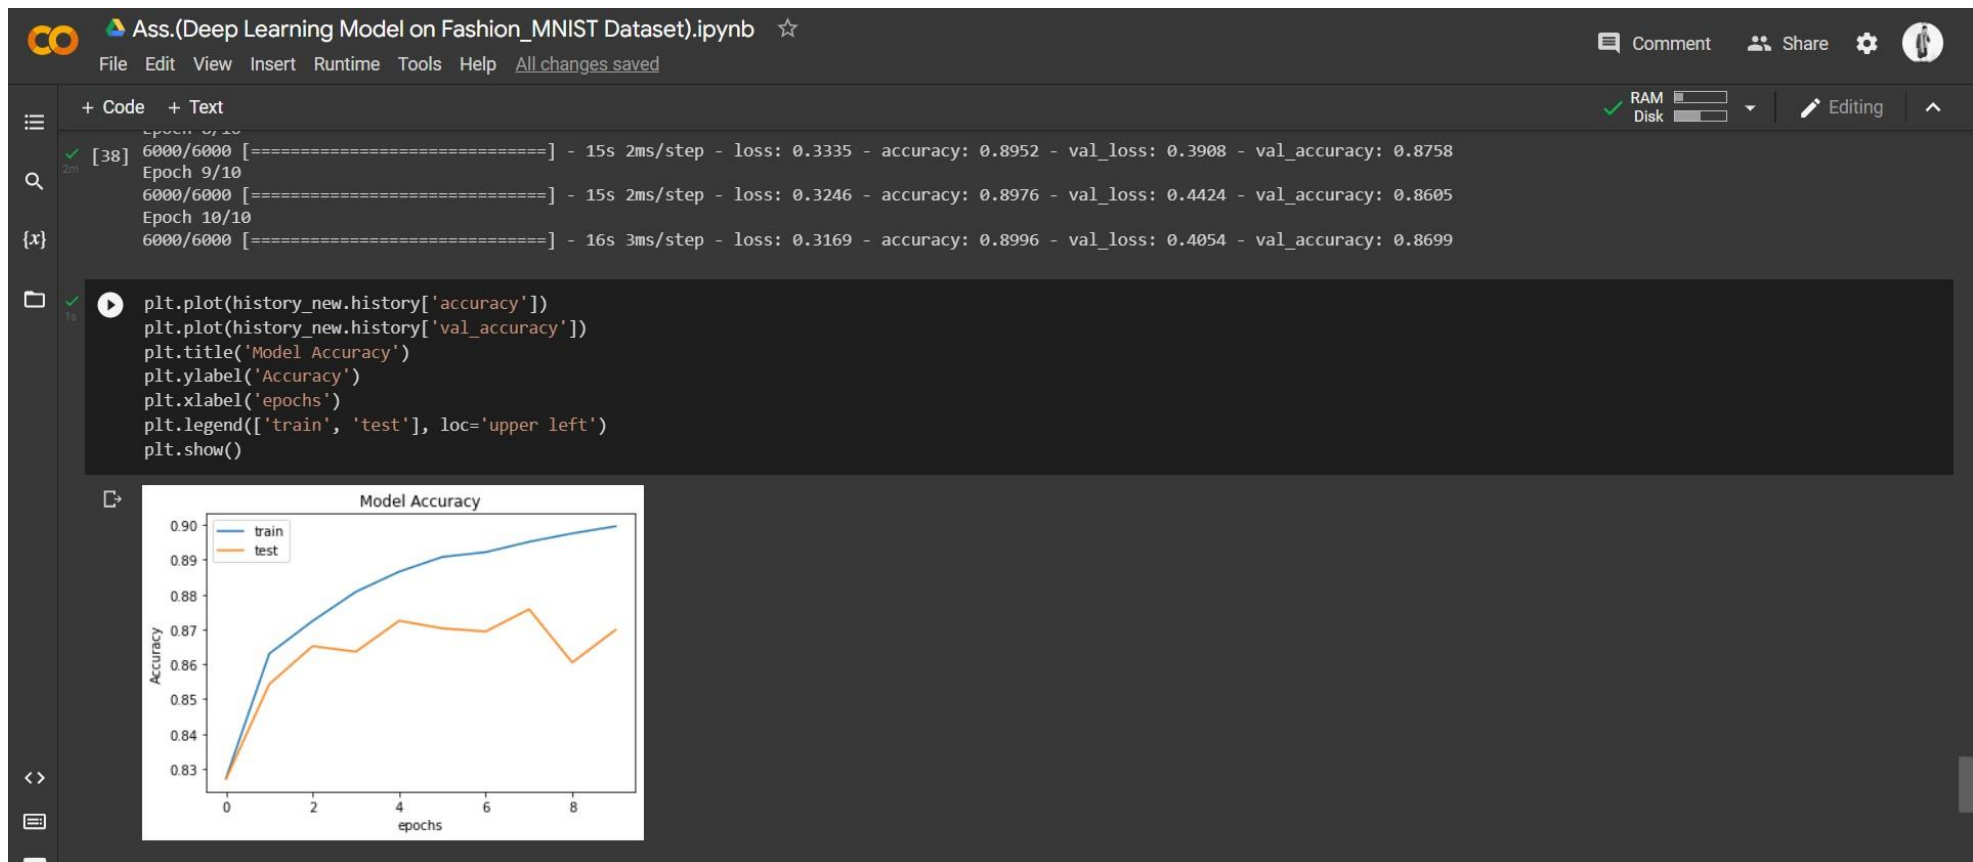 Ass.(Deep Learning Model on Fashion_MNIST Dataset).ipynb
Comment Share
File Edit View Insert Runtime Tools Help All changes saved
+ Code + Text
RAM
Disk
Editing
Epoch 8/10
[38] 6000/6000 [==============================] - 15s 2ms/step - loss: 0.3335 - accuracy: 0.8952 - val_loss: 0.3908 - val_accuracy: 0.8758
2m
Epoch 9/10
6000/6000 [==============================] - 15s 2ms/step - loss: 0.3246 - accuracy: 0.8976 - val_loss: 0.4424 - val_accuracy: 0.8605
Epoch 10/10
{x}
6000/6000 [==============================] - 16s 3ms/step - loss: 0.3169 - accuracy: 0.8996 - val_loss: 0.4054 - val_accuracy: 0.8699
1s
plt.plot(history_new.history['accuracy'])
plt.plot(history_new.history['val_accuracy'])
plt.title('Model Accuracy')
plt.ylabel('Accuracy')
plt.xlabel('epochs')
plt.legend(['train', 'test'], loc='upper left')
plt.show()
Model Accuracy
train
test
0.90
0.89
0.88
0.87
0.86
0.85
0.84
0.83
Accuracy
0 2 4 6 8
epochs